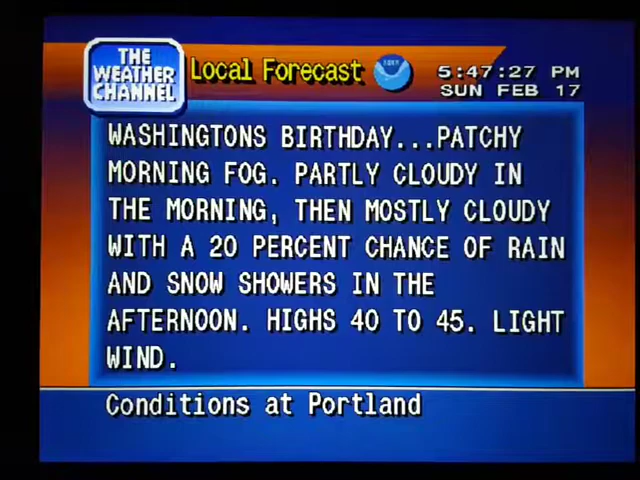 THE
WEATHER
CHANNEL
Local Forecast
5:47:27 PM
SUN FEB 17
WASHINGTONS BIRTHDAY...PATCHY
MORNING FOG. PARTLY CLOUDY IN
THE MORNING, THEN MOSTLY CLOUDY
WITH A 20 PERCENT CHANCE OF RAIN
AND SNOW SHOWERS IN THE
AFTERNOON. HIGHS 40 TO 45. LIGHT
WIND.
Conditions at Portland